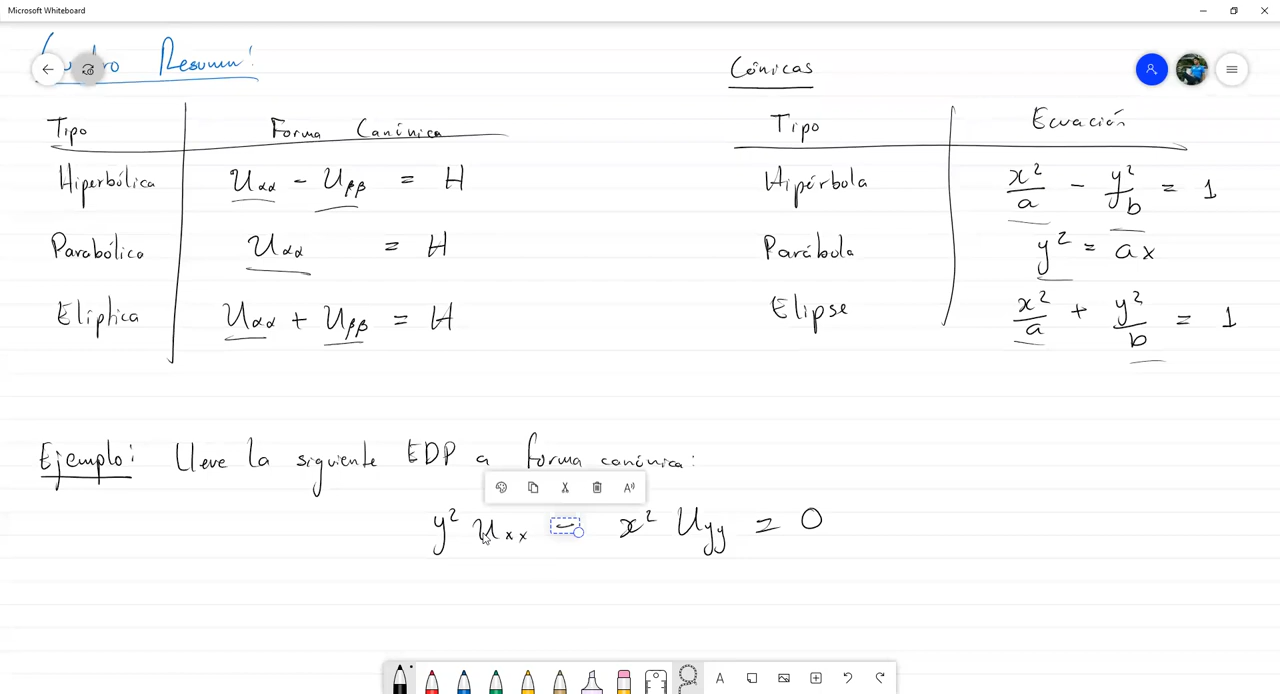 Microsoft Whiteboard
Cuadro Resumen:
Tipo Forma Canónica
Hiperbólica Uαα - Uββ = H
Parabólico Uαα = H
Elíptica Uαα + Uββ = H
Cónicas
Tipo Ecuación
Hipérbola x²/a - y²/b = 1
Parábola y² = ax
Elipse x²/a + y²/b = 1
Ejemplo: Lleve la siguiente EDP a forma canónica:
y² Uxx - x² Uyy = 0
A